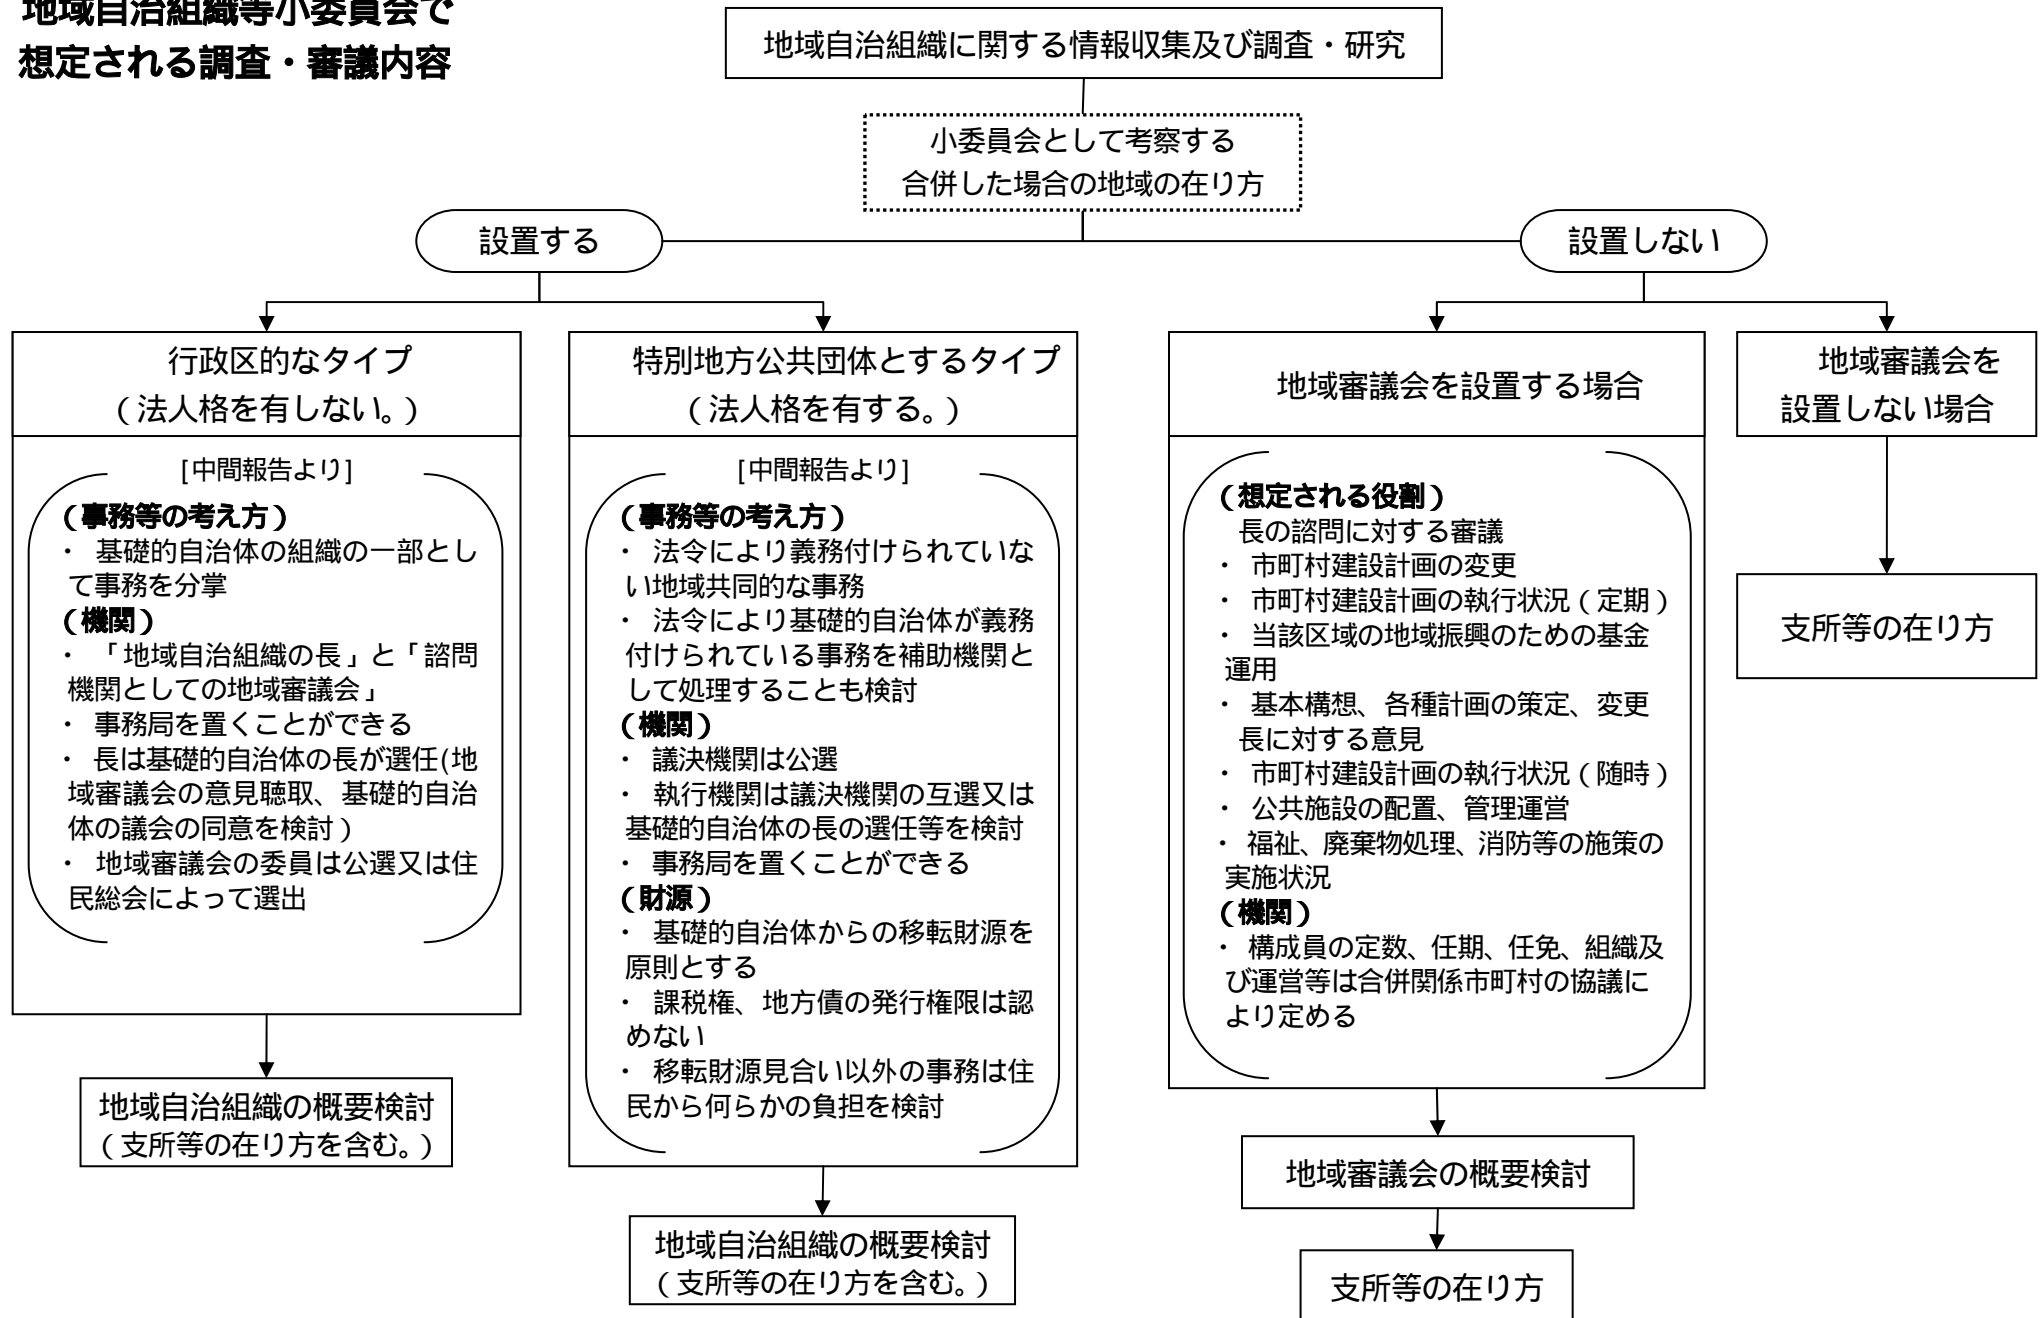 地域自治組織等小委員会で
想定される調査・審議内容
地域自治組織に関する情報収集及び調査・研究
小委員会として考察する
合併した場合の地域の在り方
設置する
設置しない
行政区的なタイプ
（法人格を有しない。）
[中間報告より]
（事務等の考え方）
・ 基礎的自治体の組織の一部とし
て事務を分掌
（機関）
・ 「地域自治組織の長」と「諮問
機関としての地域審議会」
・ 事務局を置くことができる
・ 長は基礎的自治体の長が選任(地
域審議会の意見聴取、基礎的自治
体の議会の同意を検討）
・ 地域審議会の委員は公選又は住
民総会によって選出
地域自治組織の概要検討
（支所等の在り方を含む。）
特別地方公共団体とするタイプ
（法人格を有する。）
[中間報告より]
（事務等の考え方）
・ 法令により義務付けられていな
い地域共同的な事務
・ 法令により基礎的自治体が義務
付けられている事務を補助機関と
して処理することも検討
（機関）
・ 議決機関は公選
・ 執行機関は議決機関の互選又は
基礎的自治体の長の選任等を検討
・ 事務局を置くことができる
（財源）
・ 基礎的自治体からの移転財源を
原則とする
・ 課税権、地方債の発行権限は認
めない
・ 移転財源見合い以外の事務は住
民から何らかの負担を検討
地域自治組織の概要検討
（支所等の在り方を含む。）
地域審議会を設置する場合
（想定される役割）
長の諮問に対する審議
・ 市町村建設計画の変更
・ 市町村建設計画の執行状況（定期）
・ 当該区域の地域振興のための基金
運用
・ 基本構想、各種計画の策定、変更
長に対する意見
・ 市町村建設計画の執行状況（随時）
・ 公共施設の配置、管理運営
・ 福祉、廃棄物処理、消防等の施策の
実施状況
（機関）
・ 構成員の定数、任期、任免、組織及
び運営等は合併関係市町村の協議に
より定める
地域審議会の概要検討
支所等の在り方
地域審議会を
設置しない場合
支所等の在り方